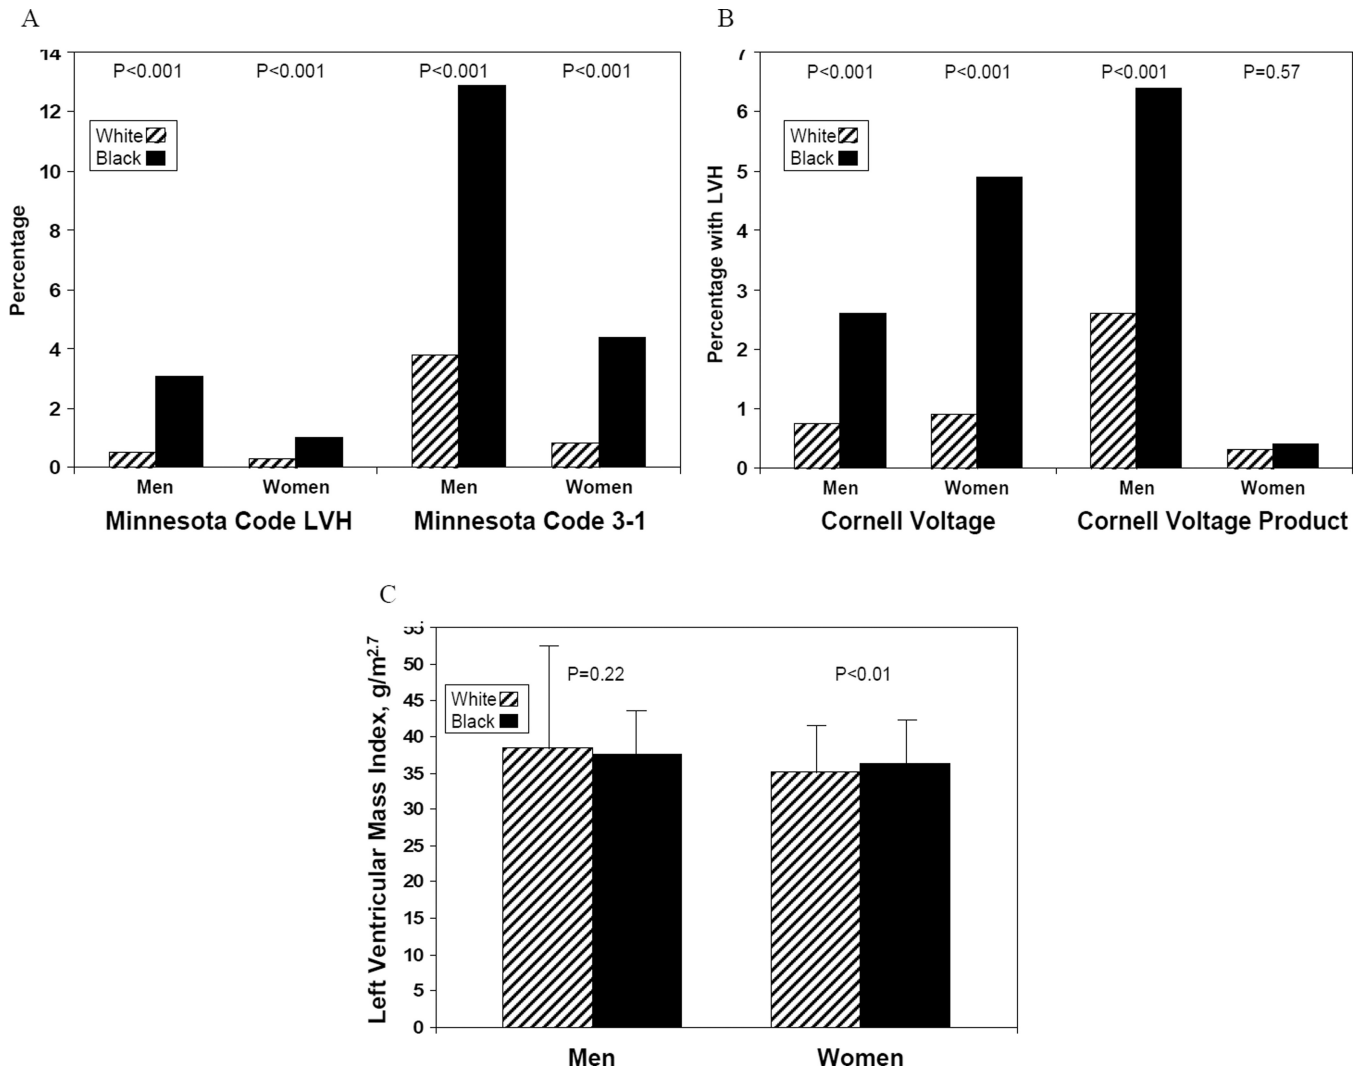 A
14
12
10
8
6
4
2
0
Percentage
P<0.001
P<0.001
P<0.001
P<0.001
White
Black
Men
Women
Men
Women
Minnesota Code LVH
Minnesota Code 3-1
B
7
6
5
4
3
2
1
0
Percentage with LVH
P<0.001
P<0.001
P<0.001
P=0.57
White
Black
Men
Women
Men
Women
Cornell Voltage
Cornell Voltage Product
C
55
50
45
40
35
30
25
20
15
10
5
0
Left Ventricular Mass Index, g/m2.7
P=0.22
P<0.01
White
Black
Men
Women